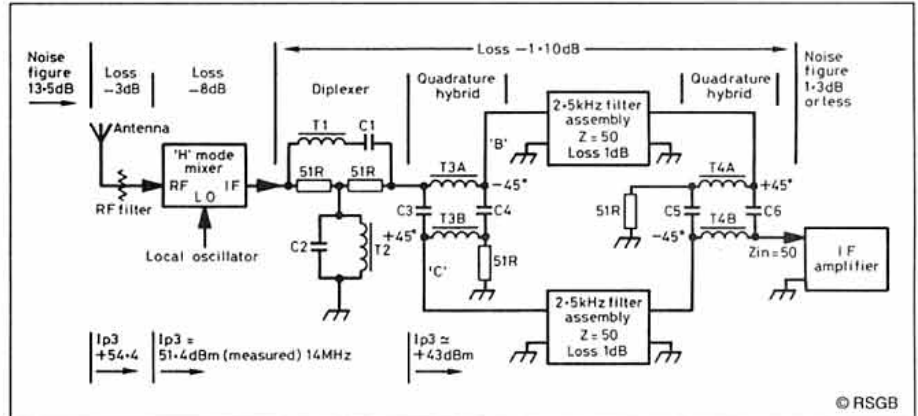 Noise
figure
13·5dB
Loss
-3dB
Loss
-8dB
Loss -1·10dB
Noise
figure
1·3dB
or less
Diplexer
Quadrature
hybrid
Quadrature
hybrid
Antenna
RF filter
'H' mode
mixer
RF
IF
LO
Local oscillator
T1
C1
51R
51R
C2
T2
T3A
'B'
-45°
C3
C4
T3B
+45°
51R
'C'
2·5kHz filter
assembly
Z = 50
Loss 1dB
T4A
+45°
51R
C5
C6
T4B
-45°
Zin=50
IF
amplifier
2·5kHz filter
assembly
Z = 50
Loss 1dB
Ip3
+54·4
Ip3 =
51·4dBm (measured) 14MHz
Ip3 ≃
+43dBm
© RSGB